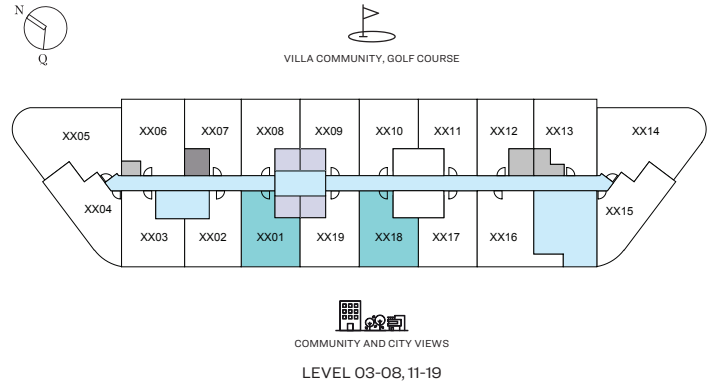 N
Q
VILLA COMMUNITY, GOLF COURSE
XX05 XX06 XX07 XX08 XX09 XX10 XX11 XX12 XX13 XX14
XX04 XX03 XX02 XX01 XX19 XX18 XX17 XX16 XX15
COMMUNITY AND CITY VIEWS
LEVEL 03-08, 11-19